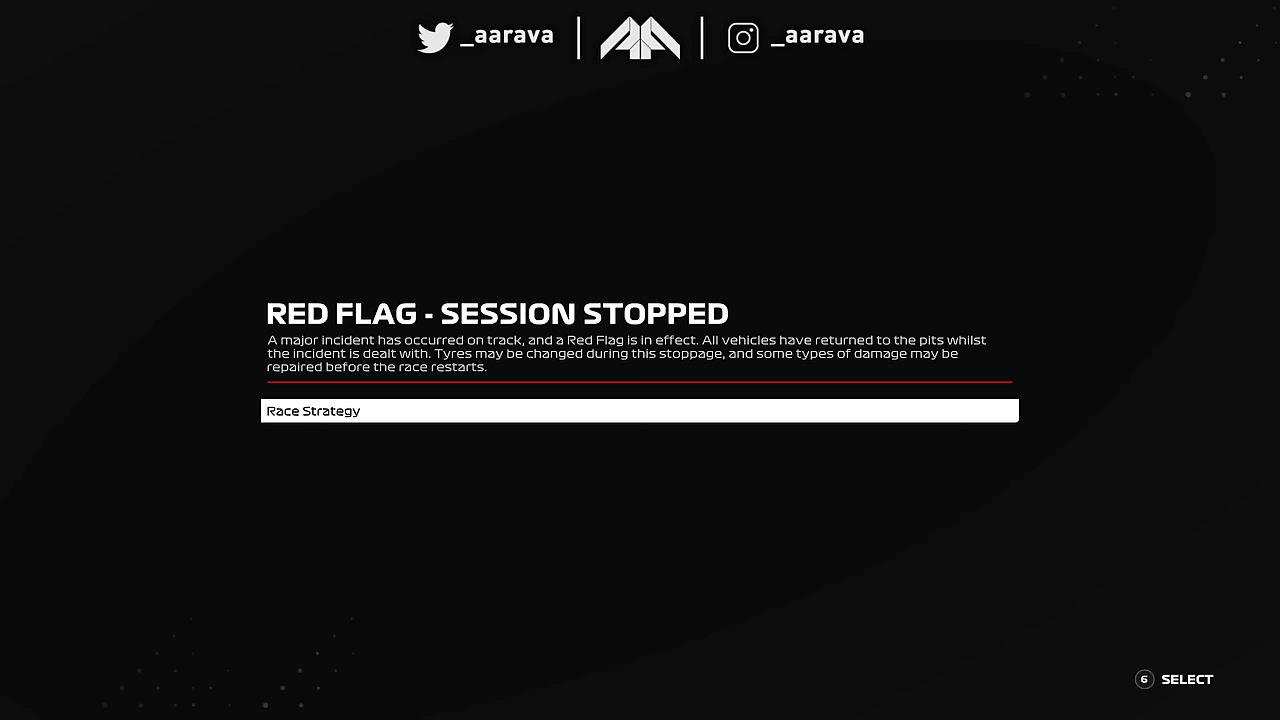 _aarava _aarava
RED FLAG - SESSION STOPPED
A major incident has occurred on track, and a Red Flag is in effect. All vehicles have returned to the pits whilst
the incident is dealt with. Tyres may be changed during this stoppage, and some types of damage may be
repaired before the race restarts.
Race Strategy
6 SELECT